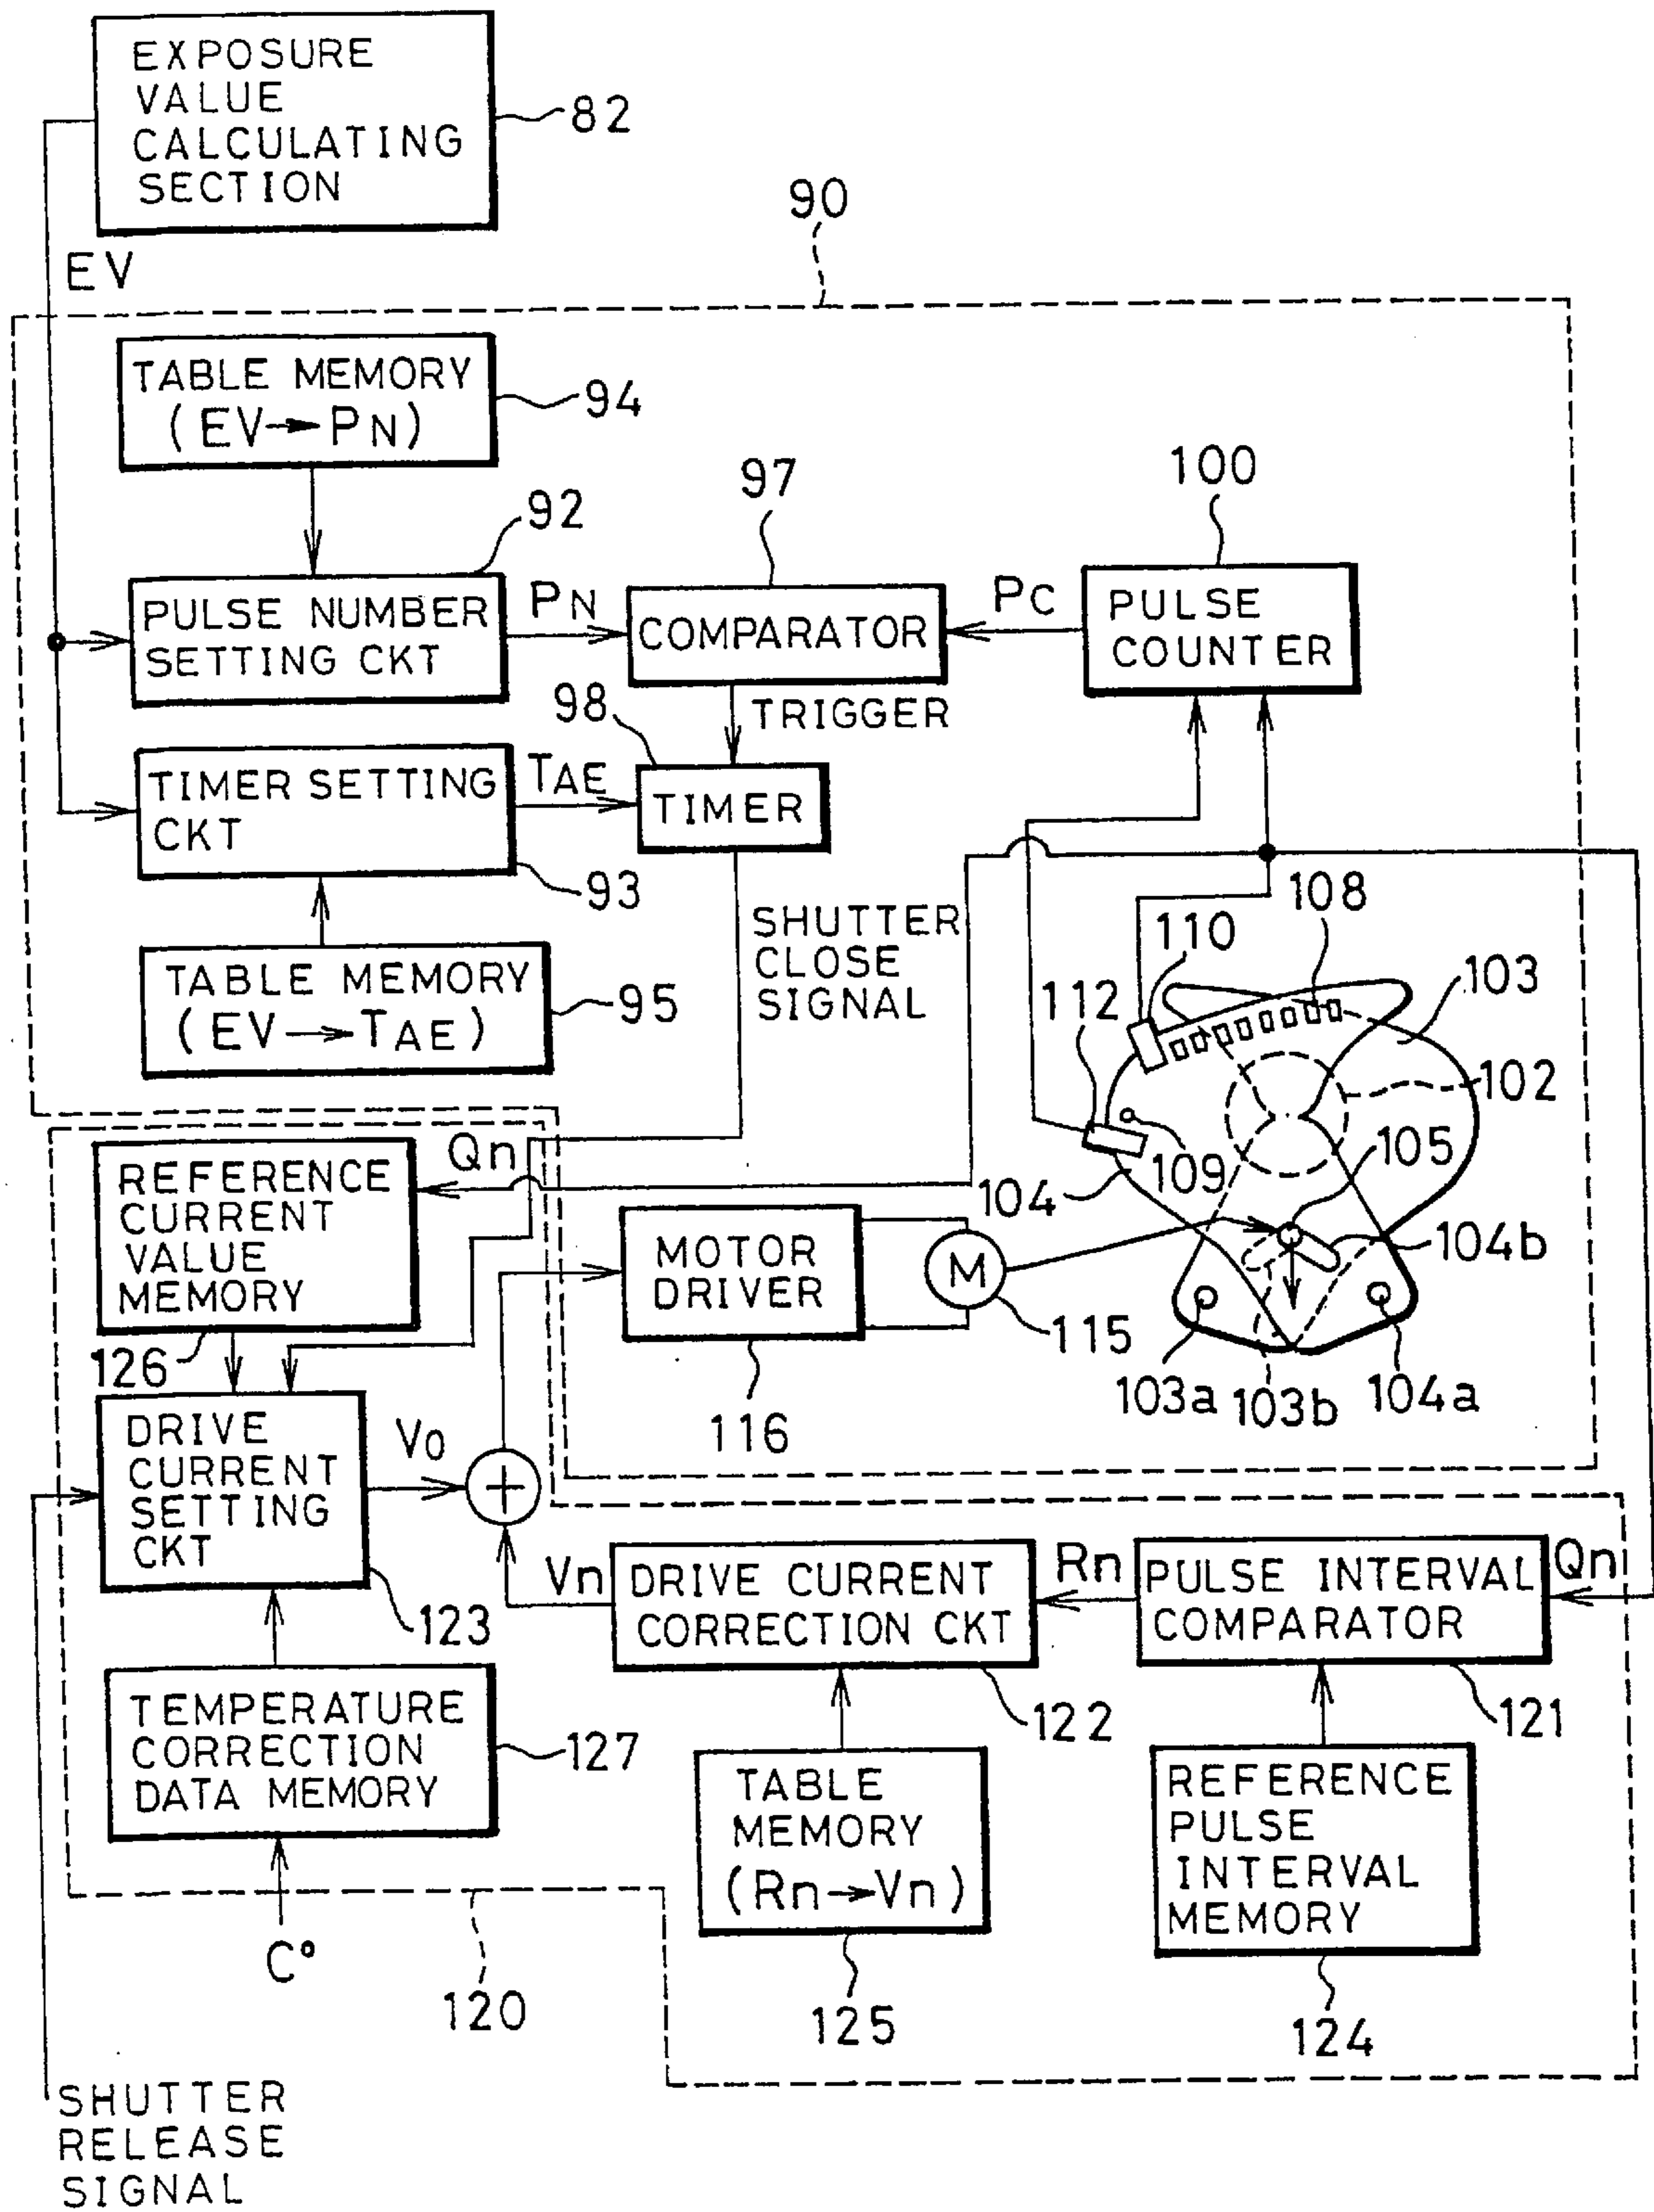 EXPOSURE
VALUE
CALCULATING
SECTION
82
EV
90
TABLE MEMORY
(EV→PN)
94
92
PULSE NUMBER
SETTING CKT
PN
97
COMPARATOR
PC
100
PULSE
COUNTER
TRIGGER
98
TIMER
TIMER SETTING
CKT
TAE
93
TABLE MEMORY
(EV→TAE)
95
SHUTTER
CLOSE
SIGNAL
108
110
112
103
102
109
105
104
104b
103a
103b
104a
REFERENCE
CURRENT
VALUE
MEMORY
Qn
126
MOTOR
DRIVER
M
115
116
DRIVE
CURRENT
SETTING
CKT
V0
+
123
Vn
DRIVE CURRENT
CORRECTION CKT
Rn
PULSE INTERVAL
COMPARATOR
Qn
122
121
TEMPERATURE
CORRECTION
DATA MEMORY
127
C°
TABLE
MEMORY
(Rn→Vn)
125
REFERENCE
PULSE
INTERVAL
MEMORY
124
120
SHUTTER
RELEASE
SIGNAL